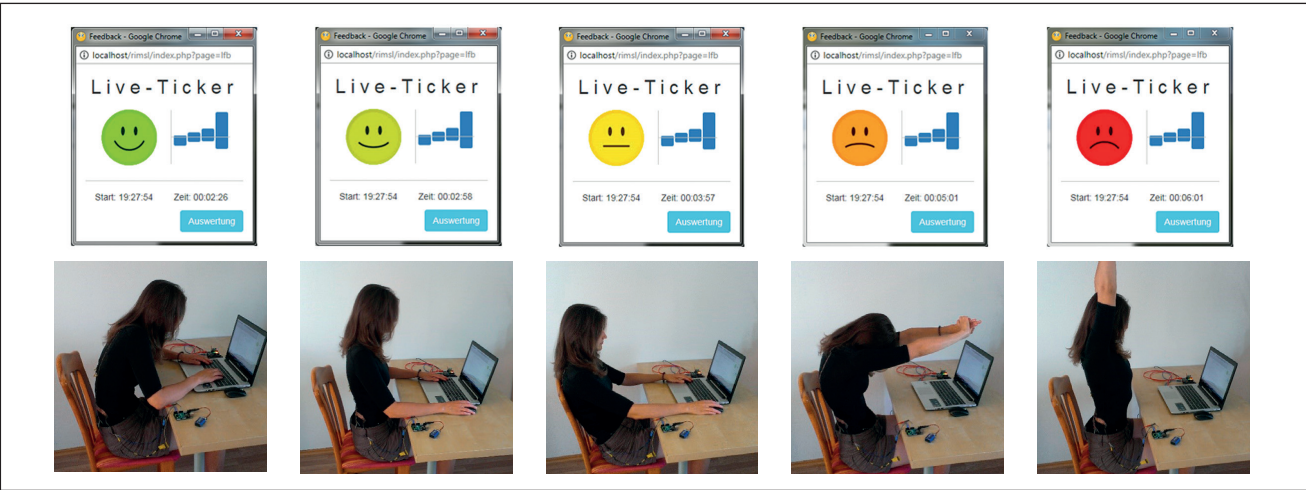 Feedback - Google Chrome
localhost/rimsl/index.php?page=lfb
Live-Ticker
Start: 19:27:54 Zeit: 00:02:26
Auswertung
Feedback - Google Chrome
localhost/rimsl/index.php?page=lfb
Live-Ticker
Start: 19:27:54 Zeit: 00:02:58
Auswertung
Feedback - Google Chrome
localhost/rimsl/index.php?page=lfb
Live-Ticker
Start: 19:27:54 Zeit: 00:03:57
Auswertung
Feedback - Google Chrome
localhost/rimsl/index.php?page=lfb
Live-Ticker
Start: 19:27:54 Zeit: 00:05:01
Auswertung
Feedback - Google Chrome
localhost/rimsl/index.php?page=lfb
Live-Ticker
Start: 19:27:54 Zeit: 00:06:01
Auswertung